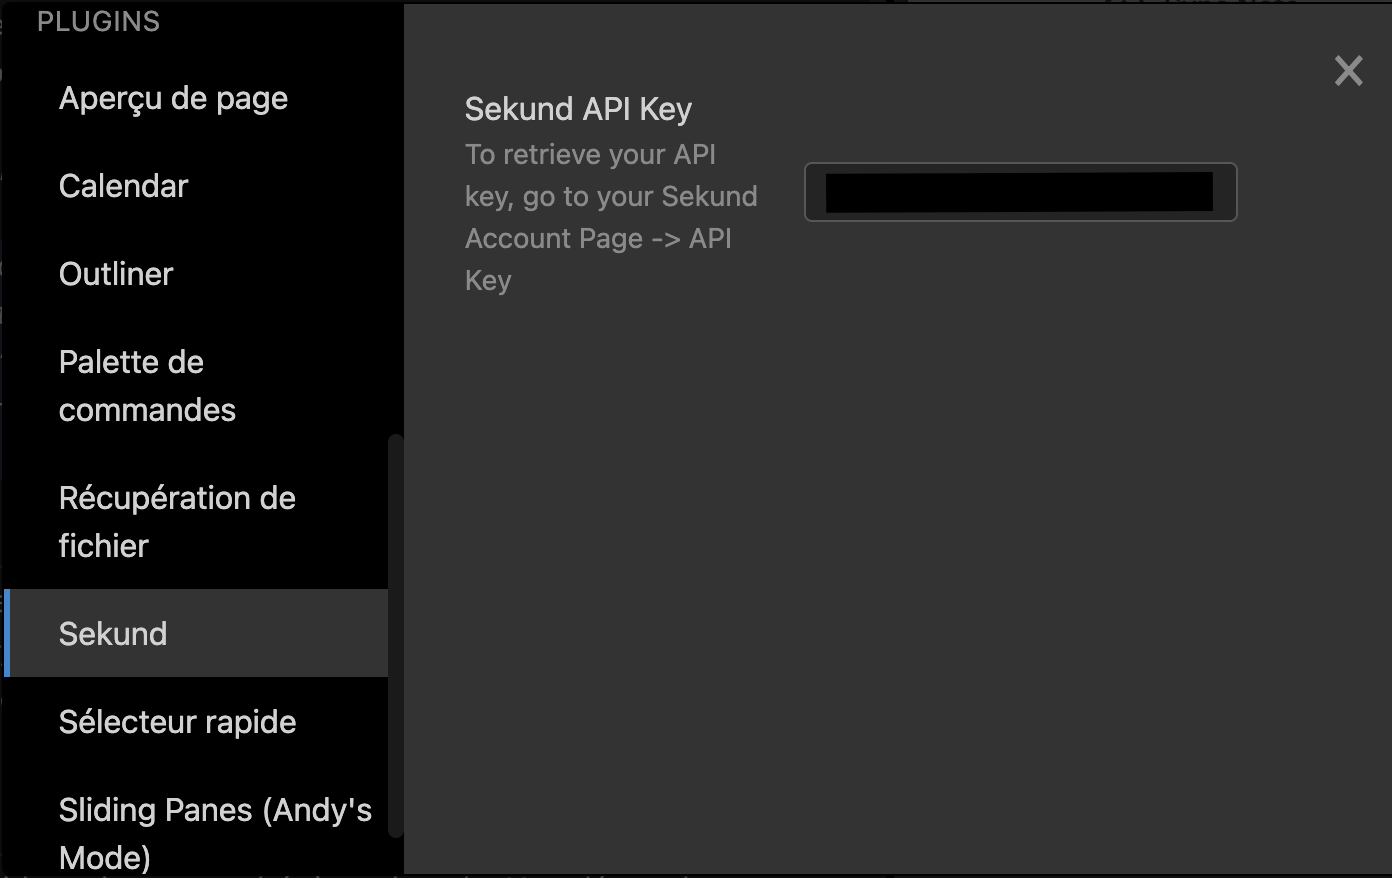 PLUGINS
Aperçu de page
Calendar
Outliner
Palette de
commandes
Récupération de
fichier
Sekund
Sélecteur rapide
Sliding Panes (Andy's
Mode)
Sekund API Key
To retrieve your API
key, go to your Sekund
Account Page -> API
Key